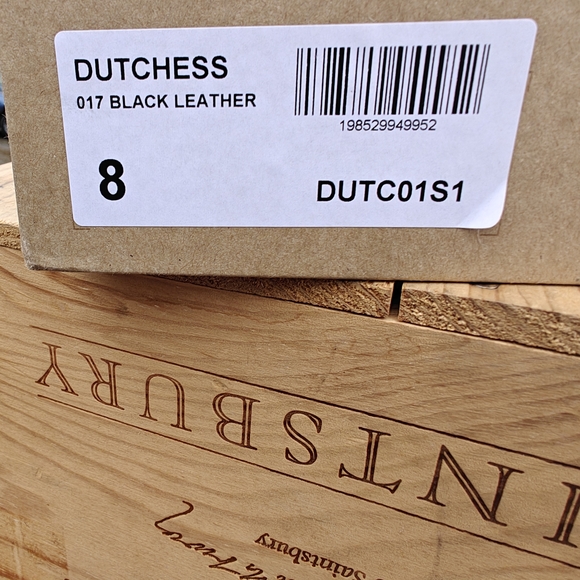 DUTCHESS
017 BLACK LEATHER
198529949952
8
DUTC01S1
INTSBURY
Saintsbury